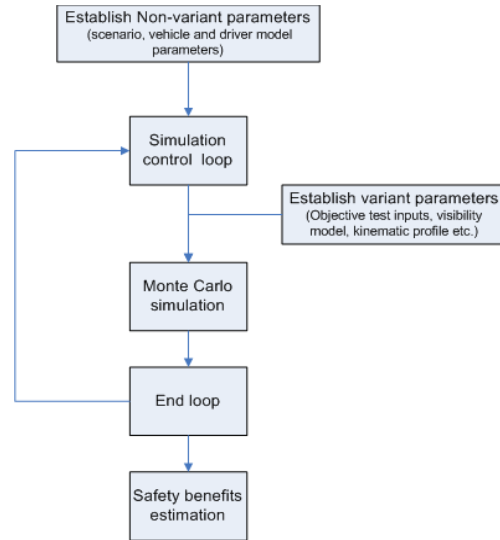 Establish Non-variant parameters
(scenario, vehicle and driver model
parameters)
Simulation
control loop
Establish variant parameters
(Objective test inputs, visibility
model, kinematic profile etc.)
Monte Carlo
simulation
End loop
Safety benefits
estimation